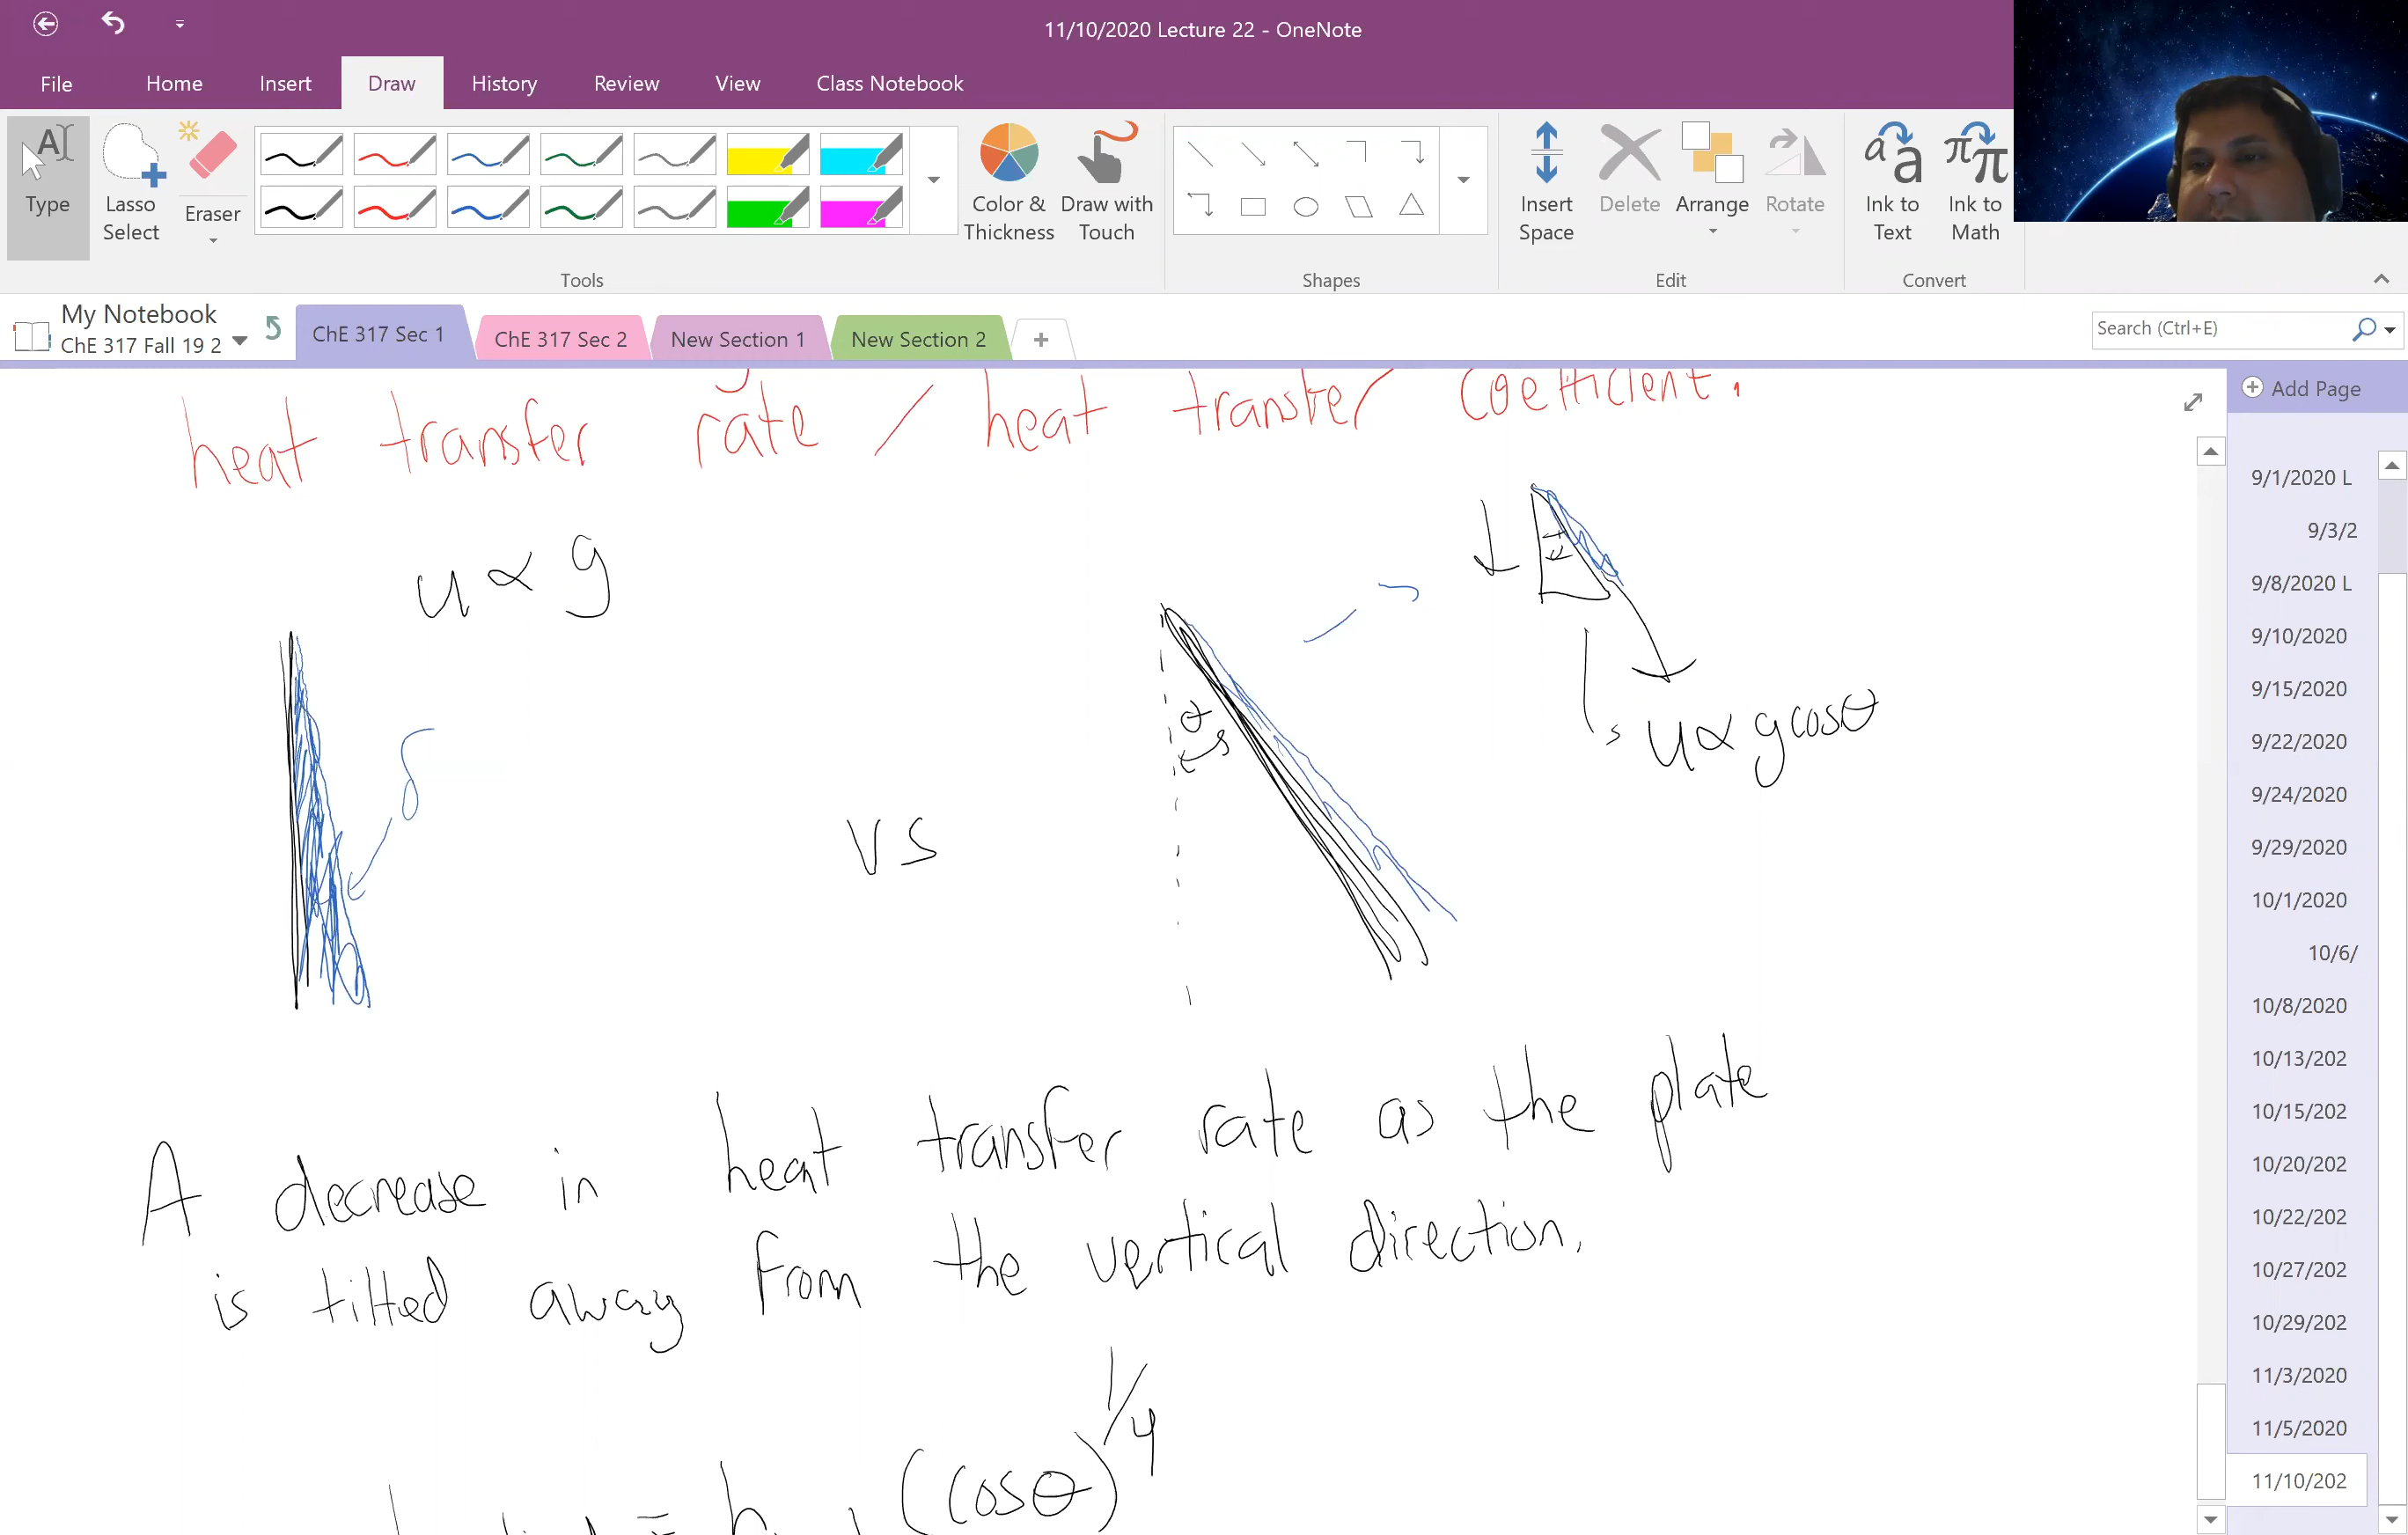 11/10/2020 Lecture 22 - OneNote
File Home Insert Draw History Review View Class Notebook
Type
Lasso Select
Eraser
Color & Thickness
Draw with Touch
Insert Space
Delete
Arrange
Rotate
Ink to Text
Ink to Math
Tools Shapes Edit Convert
My Notebook
ChE 317 Fall 19 2
ChE 317 Sec 1 ChE 317 Sec 2 New Section 1 New Section 2 +
Search (Ctrl+E)
Add Page
heat transfer rate / heat transfer coefficient.
u ∝ g
δ
vs
θ
u ∝ g cosθ
A decrease in heat transfer rate as the plate
is tilted away from the vertical direction.
= h (cosθ)^1/4
9/1/2020 L
9/3/2
9/8/2020 L
9/10/2020
9/15/2020
9/22/2020
9/24/2020
9/29/2020
10/1/2020
10/6/
10/8/2020
10/13/202
10/15/202
10/20/202
10/22/202
10/27/202
10/29/202
11/3/2020
11/5/2020
11/10/202